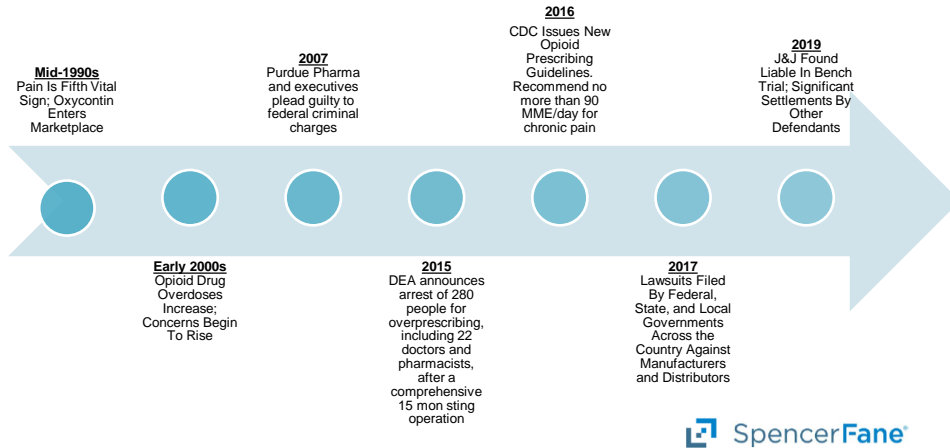 Mid-1990s
Pain Is Fifth Vital
Sign; Oxycontin
Enters
Marketplace
Early 2000s
Opioid Drug
Overdoses
Increase;
Concerns Begin
To Rise
2007
Purdue Pharma
and executives
plead guilty to
federal criminal
charges
2015
DEA announces
arrest of 280
people for
overprescribing,
including 22
doctors and
pharmacists,
after a
comprehensive
15 mon sting
operation
2016
CDC Issues New
Opioid
Prescribing
Guidelines.
Recommend no
more than 90
MME/day for
chronic pain
2017
Lawsuits Filed
By Federal,
State, and Local
Governments
Across the
Country Against
Manufacturers
and Distributors
2019
J&J Found
Liable In Bench
Trial; Significant
Settlements By
Other
Defendants
SpencerFane®